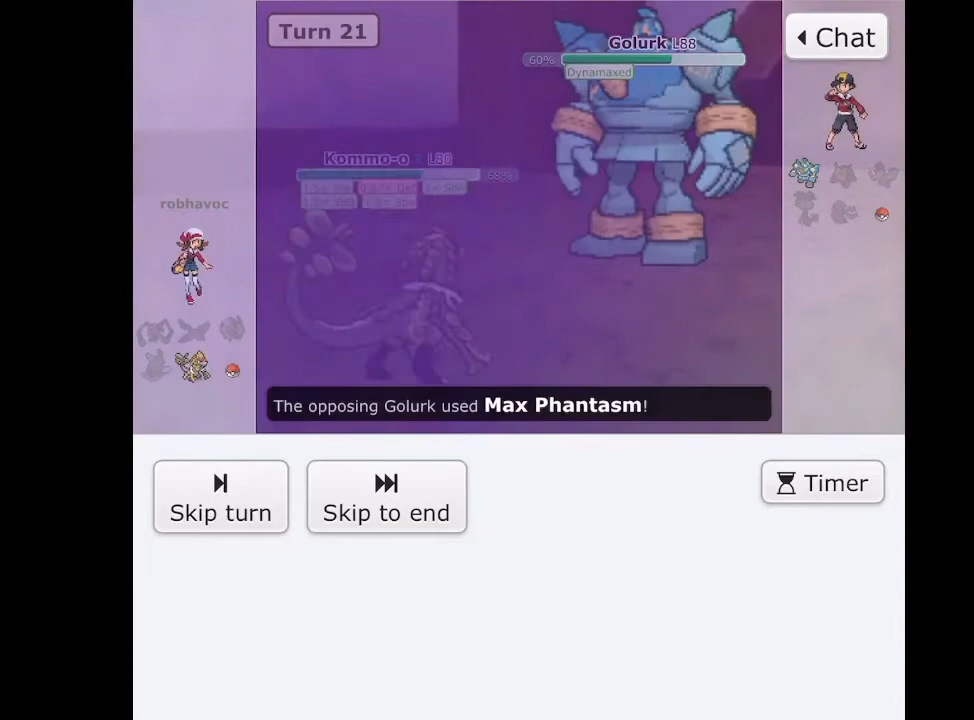 Turn 21
Golurk L88
60%
Dynamaxed
Chat
Kommo-o L80
68%
robhavoc
The opposing Golurk used Max Phantasm!
Skip turn
Skip to end
Timer